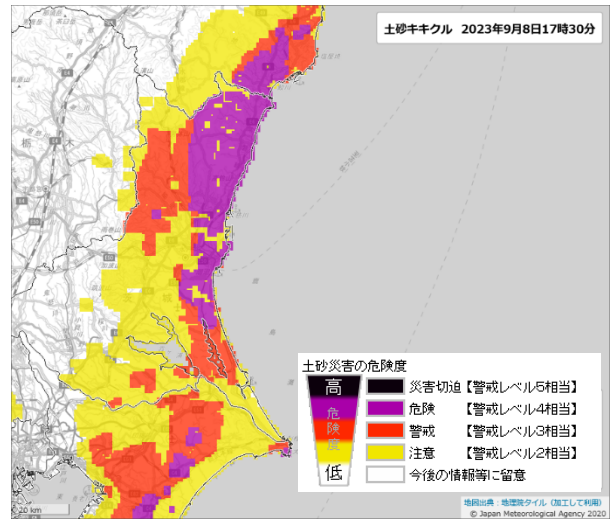 土砂キキクル 2023年9月8日17時30分
栃 木
茨 城
土砂災害の危険度
高
危
険
度
低
災害切迫【警戒レベル5相当】
危険 【警戒レベル4相当】
警戒 【警戒レベル3相当】
注意 【警戒レベル2相当】
今後の情報等に留意
20 km
地図出典：地理院タイル（加工して利用）
© Japan Meteorological Agency 2020